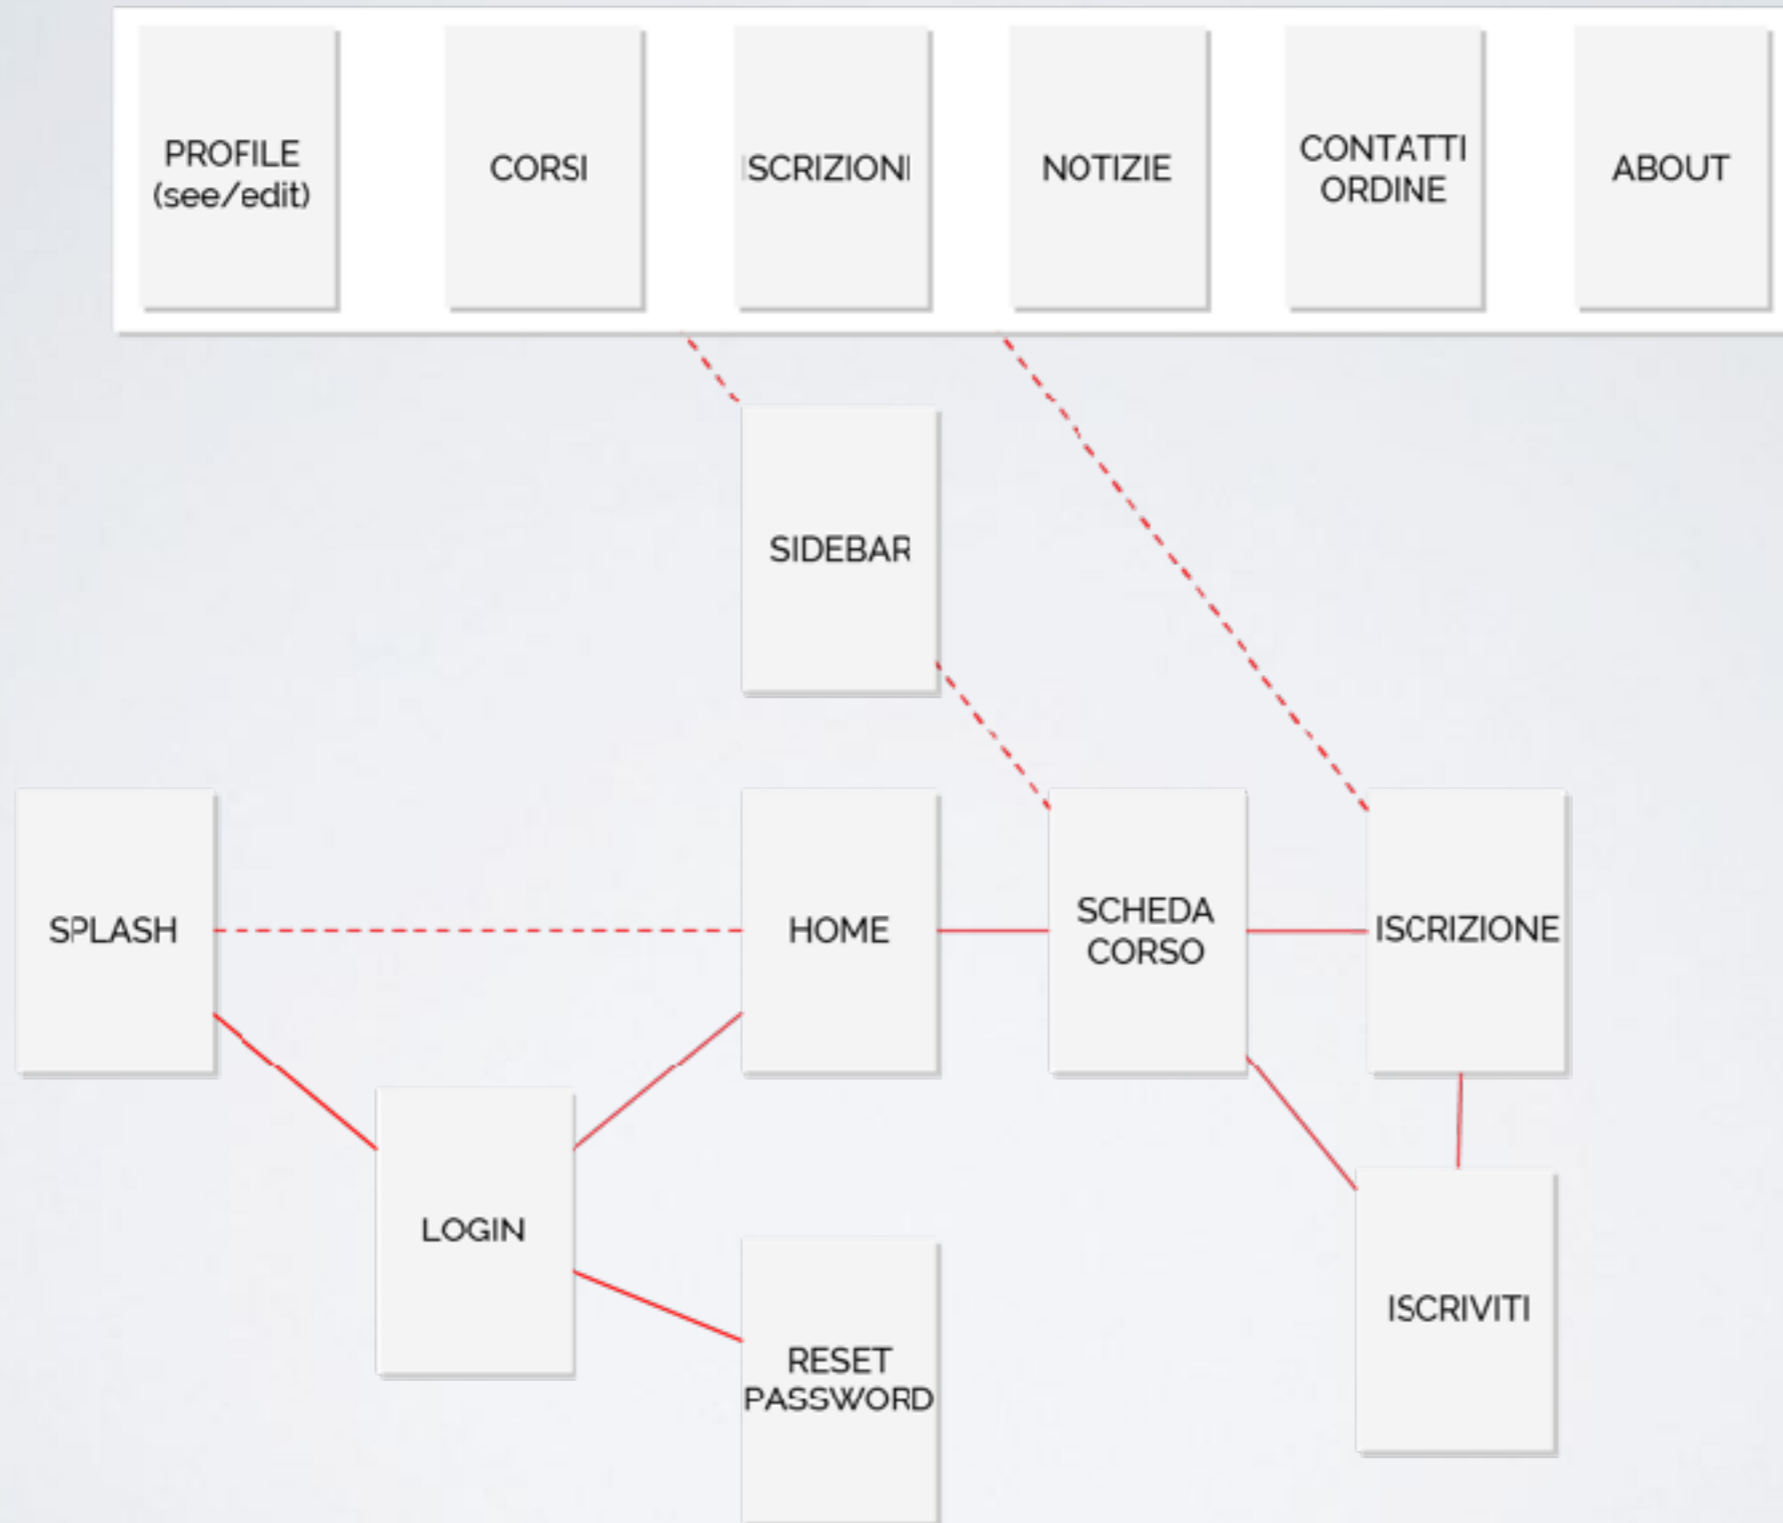 PROFILE
(see/edit)
CORSI
ISCRIZIONI
NOTIZIE
CONTATTI
ORDINE
ABOUT
SIDEBAR
SPLASH
HOME
SCHEDA
CORSO
ISCRIZIONE
LOGIN
RESET
PASSWORD
ISCRIVITI